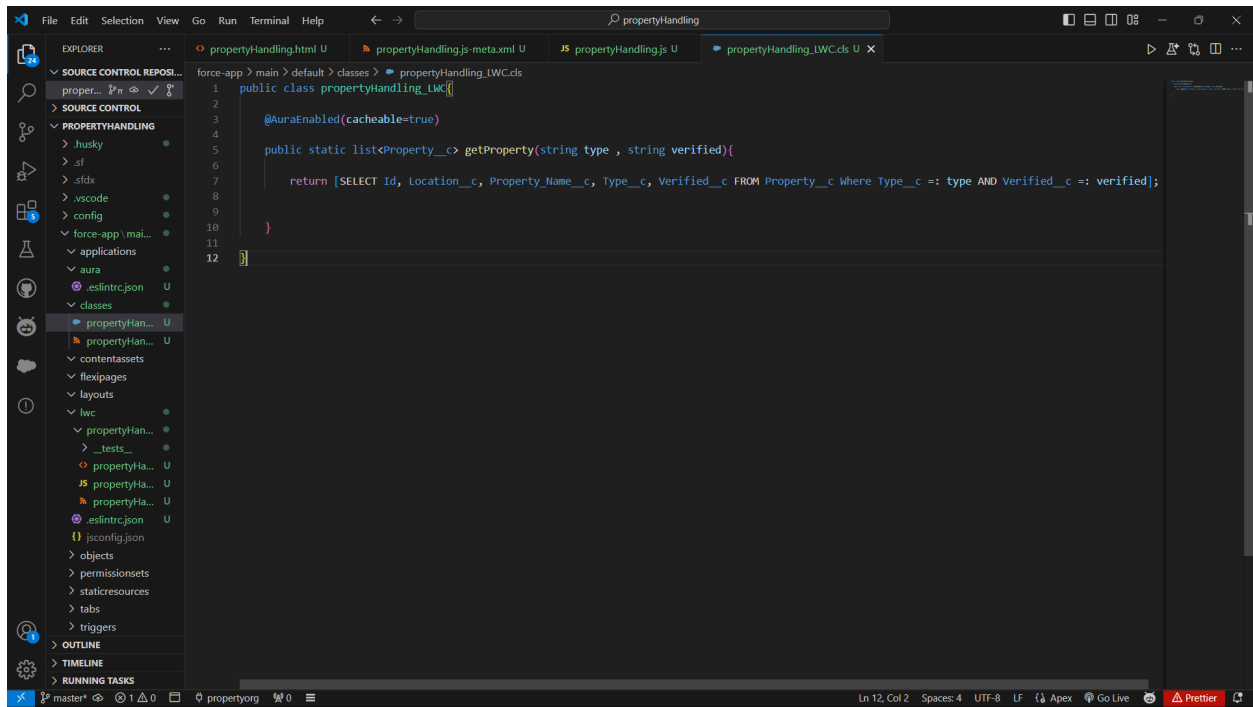 File Edit Selection View Go Run Terminal Help
propertyHandling
EXPLORER
propertyHandling.html U
propertyHandling.js-meta.xml U
JS propertyHandling.js U
propertyHandling_LWC.cls U
24
SOURCE CONTROL REPOSI...
proper...
SOURCE CONTROL
PROPERTYHANDLING
.husky
.sf
.sfdx
.vscode
config
5
force-app \ mai...
applications
aura
.eslintrc.json U
classes
propertyHan... U
propertyHan... U
contentassets
flexipages
layouts
lwc
propertyHan...
__tests__
propertyHa... U
JS propertyHa... U
propertyHa... U
.eslintrc.json U
{} jsconfig.json
objects
permissionsets
staticresources
tabs
triggers
1
OUTLINE
TIMELINE
RUNNING TASKS
force-app > main > default > classes > propertyHandling_LWC.cls
1 public class propertyHandling_LWC{
2
3 @AuraEnabled(cacheable=true)
4
5 public static list<Property__c> getProperty(string type , string verified){
6
7 return [SELECT Id, Location__c, Property_Name__c, Type__c, Verified__c FROM Property__c Where Type__c =: type AND Verified__c =: verified];
8
9
10 }
11
12 }
master* 1 0 propertyorg 0 Ln 12, Col 2 Spaces: 4 UTF-8 LF {} Apex Go Live Prettier